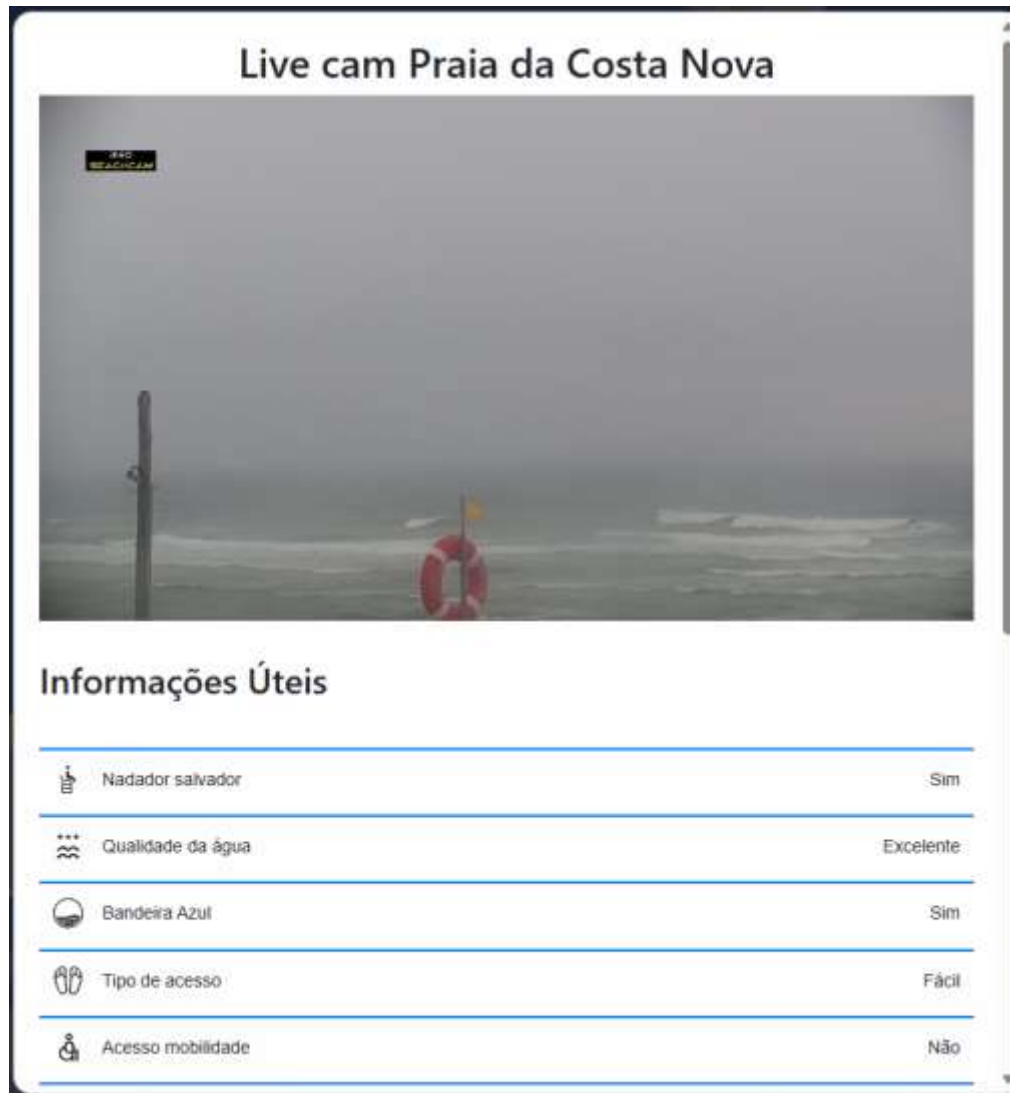 Live cam Praia da Costa Nova
BEACHCAM
Informações Úteis
Nadador salvador Sim
Qualidade da água Excelente
Bandeira Azul Sim
Tipo de acesso Fácil
Acesso mobilidade Não